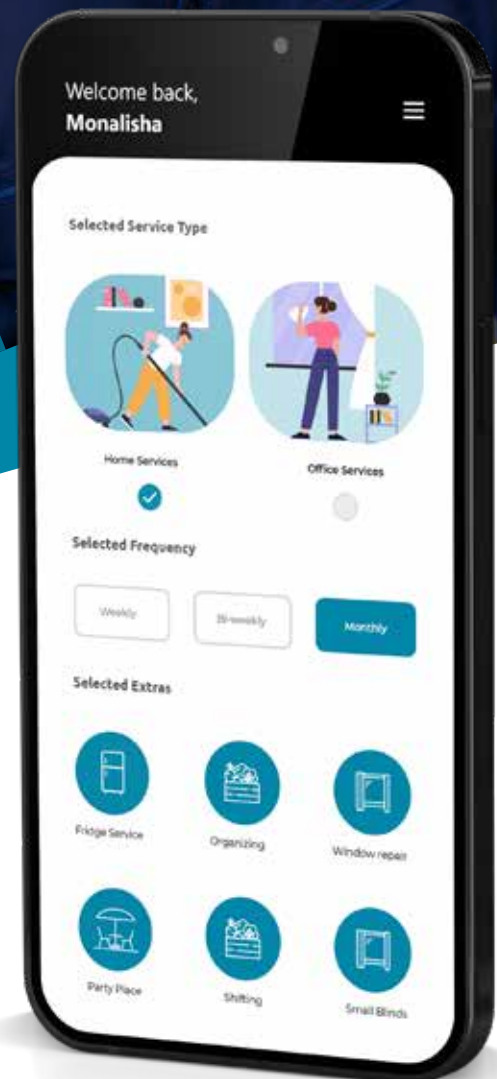 Welcome back,
Monalisha
Selected Service Type
Home Services
Office Services
Selected Frequency
Weekly
Bi-weekly
Monthly
Selected Extras
Fridge Service
Organizing
Window repair
Party Place
Shifting
Small Blinds